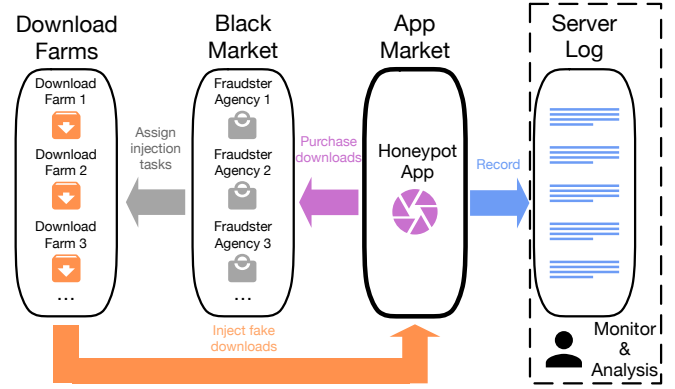 Download
Farms
Black
Market
App
Market
Server
Log
Download
Farm 1
Download
Farm 2
Download
Farm 3
...
Assign
injection
tasks
Fraudster
Agency 1
Fraudster
Agency 2
Fraudster
Agency 3
...
Purchase
downloads
Honeypot
App
Record
Inject fake
downloads
Monitor
&
Analysis